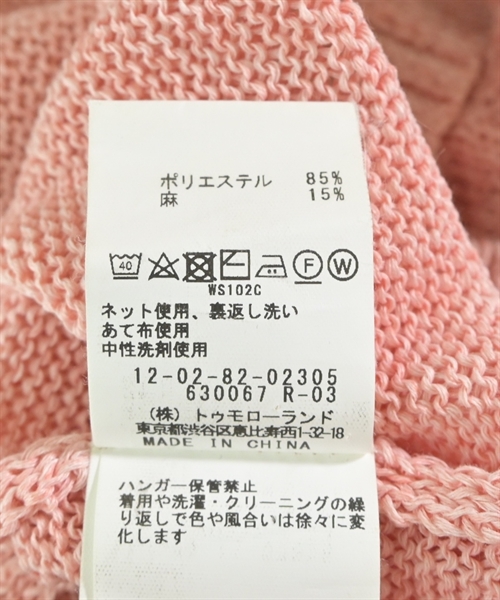 ポリエステル 85%
麻 15%
40 F W
WS102C
ネット使用、裏返し洗い
あて布使用
中性洗剤使用
12-02-82-02305
630067 R-03
(株) トゥモローランド
東京都渋谷区恵比寿西1-32-18
MADE IN CHINA
ハンガー保管禁止
着用や洗濯・クリーニングの繰
り返しで色や風合いは徐々に変
化します